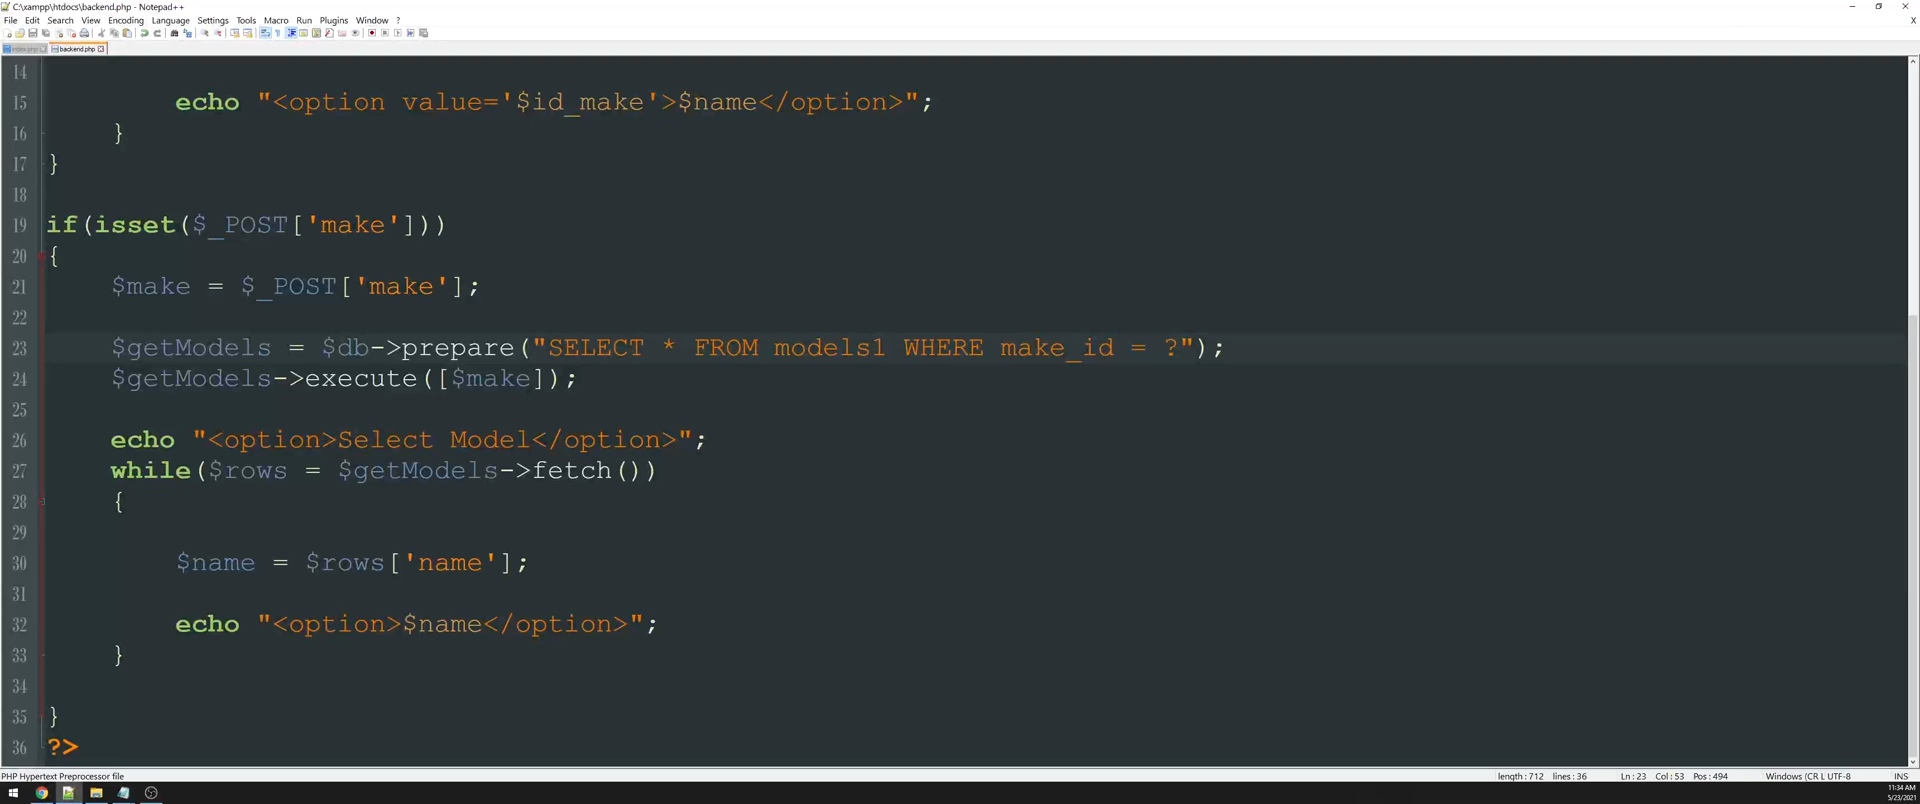 C:\xampp\htdocs\backend.php - Notepad++
File Edit Search View Encoding Language Settings Tools Macro Run Plugins Window ?
X
index.php backend.php
14
15 echo "<option value='$id_make'>$name</option>";
16 }
17 }
18
19 if(isset($_POST['make']))
20 {
21 $make = $_POST['make'];
22
23 $getModels = $db->prepare("SELECT * FROM models1 WHERE make_id = ?");
24 $getModels->execute([$make]);
25
26 echo "<option>Select Model</option>";
27 while($rows = $getModels->fetch())
28 {
29
30 $name = $rows['name'];
31
32 echo "<option>$name</option>";
33 }
34
35 }
36 ?>
PHP Hypertext Preprocessor file length : 712 lines : 36 Ln : 23 Col : 53 Pos : 494 Windows (CR L UTF-8 INS
11:34 AM
5/23/2021